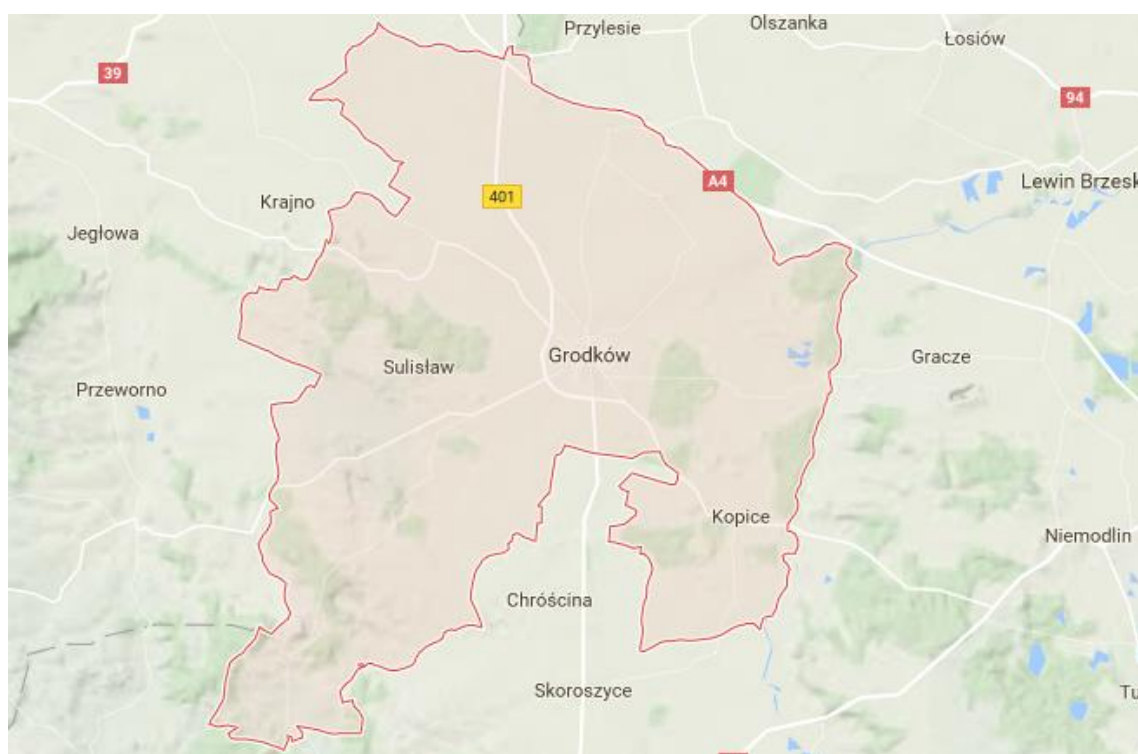 Przylesie
Olszanka
Łosiów
39
94
A4
Lewin Brzesk
401
Krajno
Jegłowa
Grodków
Gracze
Sulisław
Przeworno
Kopice
Niemodlin
Chróścina
Skoroszyce
Tu